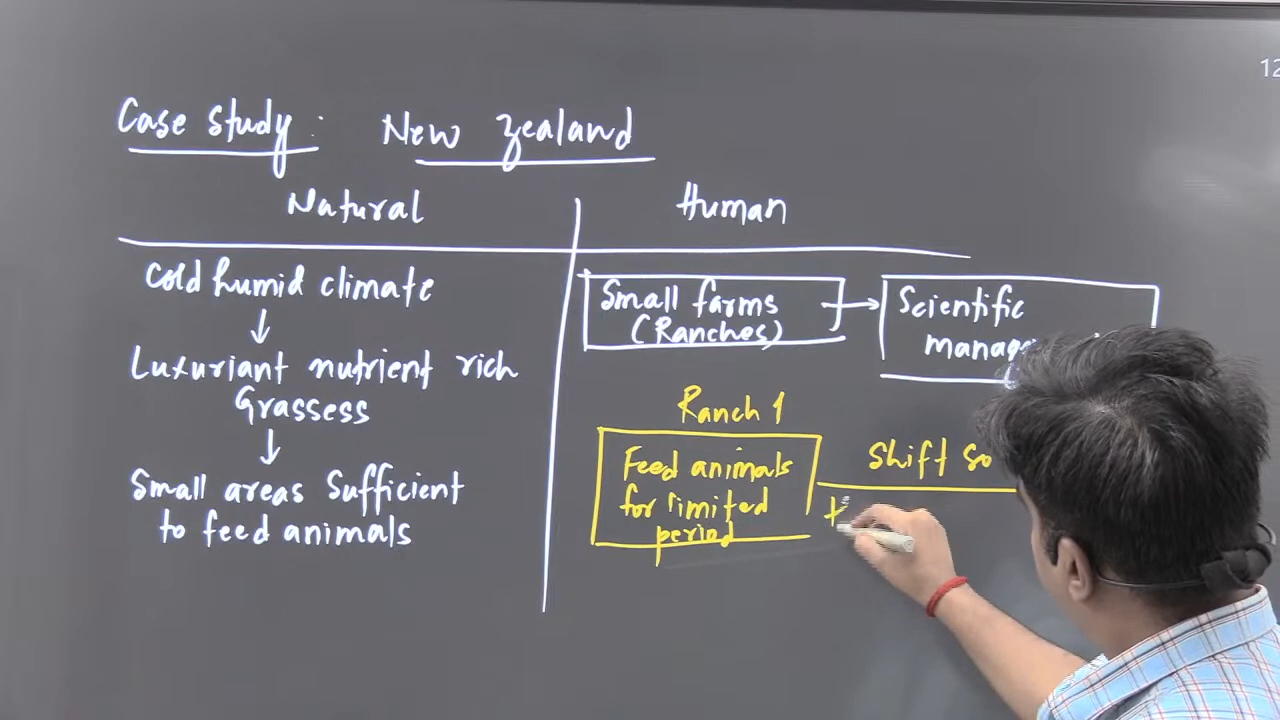 12
Case study : New Zealand
Natural
Human
Cold humid climate
Luxuriant nutrient rich
Grassess
Small areas sufficient
to feed animals
Small farms
(Ranches)
Scientific
Ranch 1
Feed animals
for limited
period
Shift so